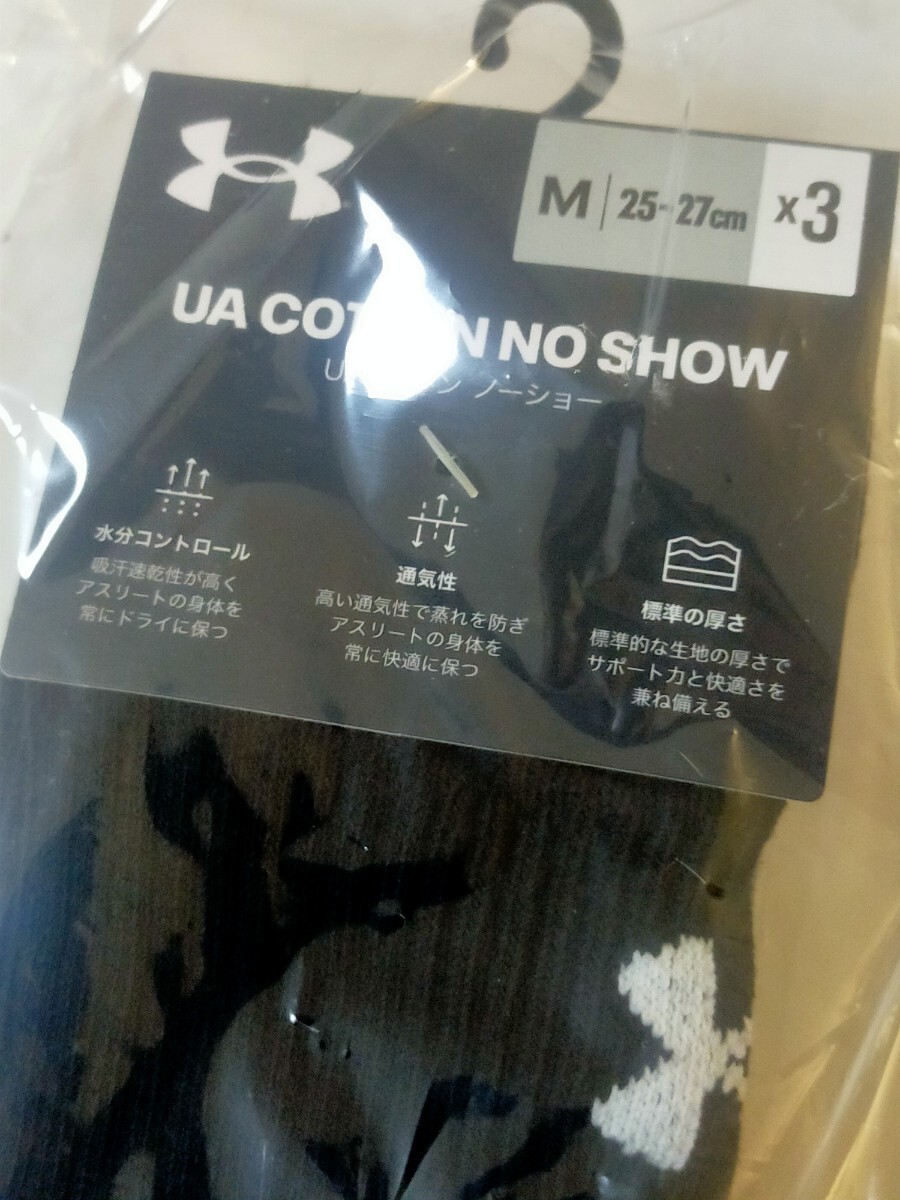 M | 25-27cm x3
UA NO SHOW
ノーショー
水分コントロール
吸汗速乾性が高く
アスリートの身体を
常にドライに保つ
通気性
高い通気性で蒸れを防ぎ
アスリートの身体を
常に快適に保つ
標準の厚さ
標準的な生地の厚さで
サポート力と快適さを
兼ね備える